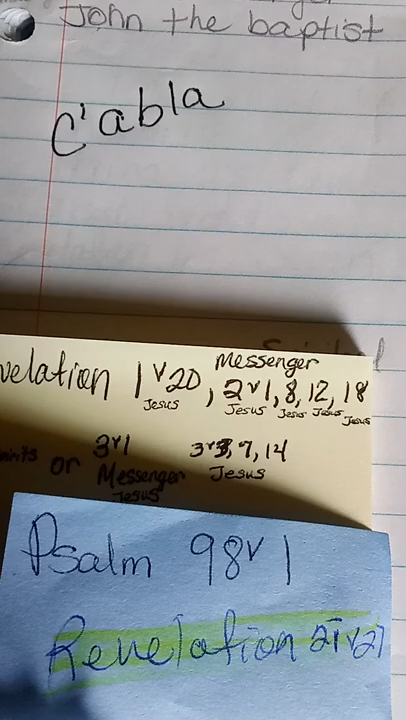 John the baptist
C'abla
velation 1v20, 2v1, 8, 12, 18
Messenger
Jesus Jesus Jesus Jesus Jesus
or 3v1 3v3, 7, 14
Messenger Jesus
Jesus
Psalm 98v1
Revelation 21v27